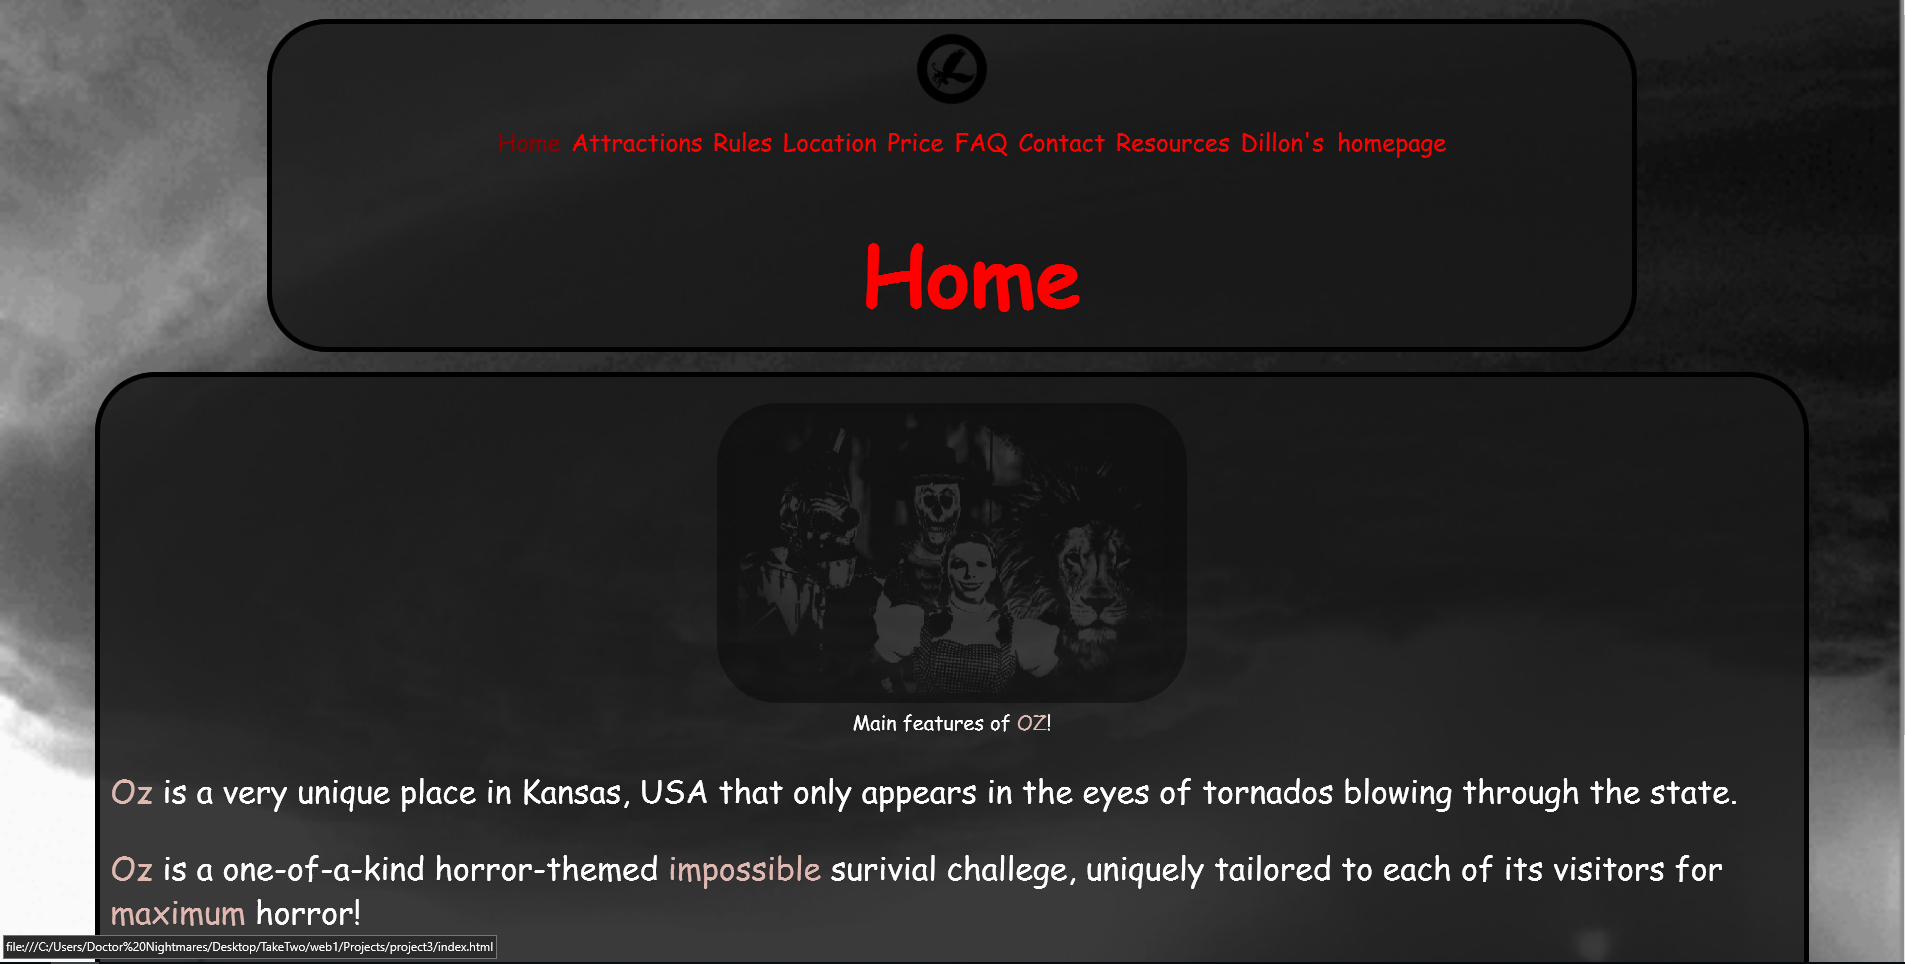 Home Attractions Rules Location Price FAQ Contact Resources Dillon's homepage
Home
Main features of OZ!
Oz is a very unique place in Kansas, USA that only appears in the eyes of tornados blowing through the state.
Oz is a one-of-a-kind horror-themed impossible surivial challege, uniquely tailored to each of its visitors for
maximum horror!
file:///C:/Users/Doctor%20Nightmares/Desktop/TakeTwo/web1/Projects/project3/index.html